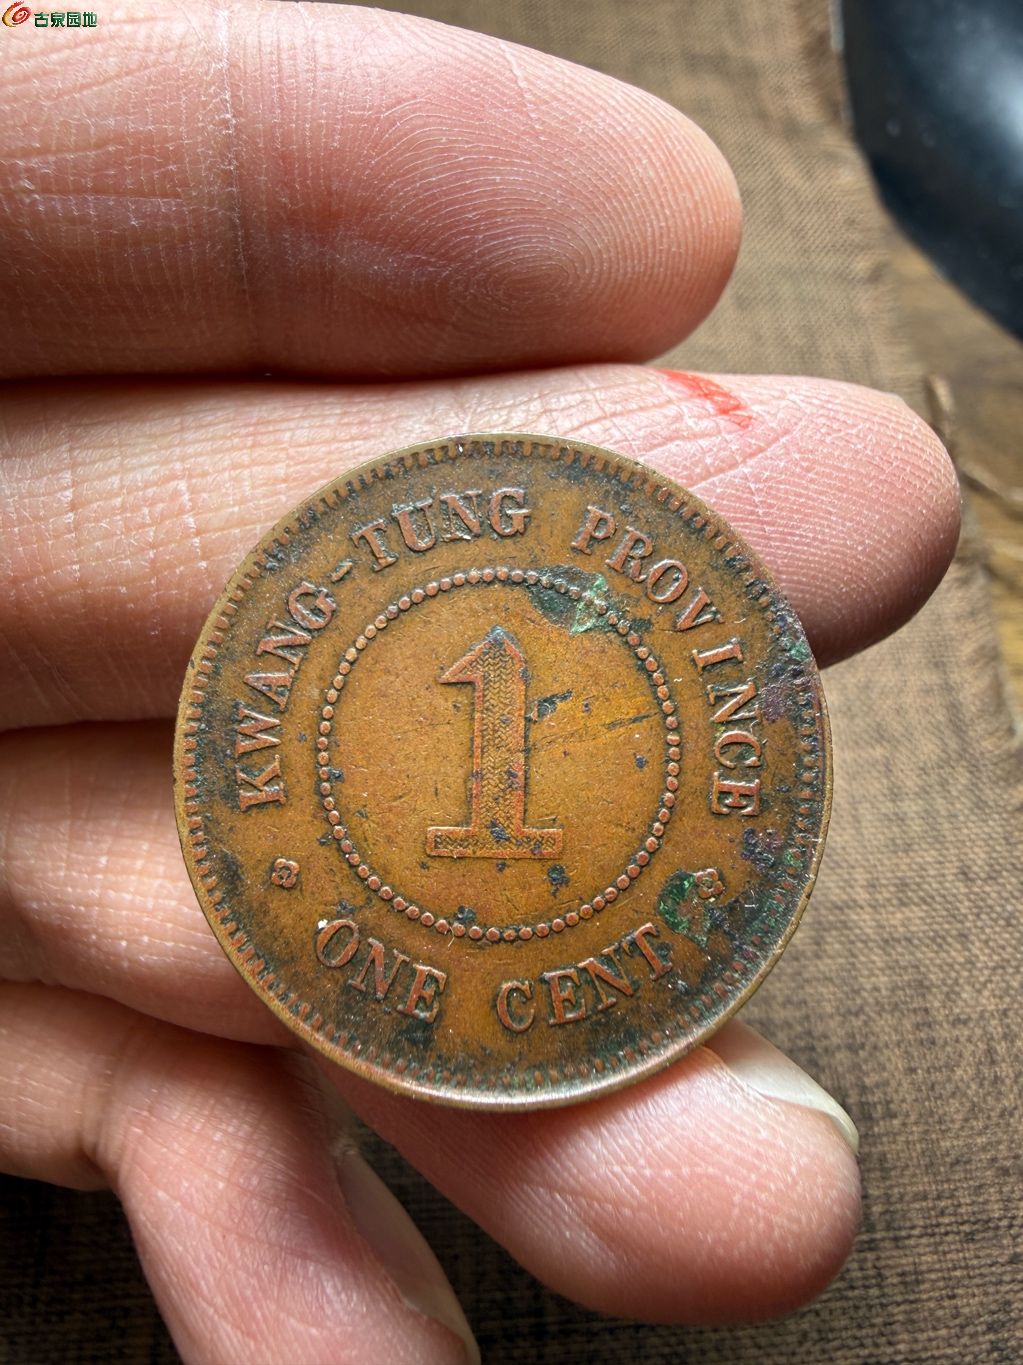 古泉园地
KWANG-TUNG PROVINCE
1
ONE CENT